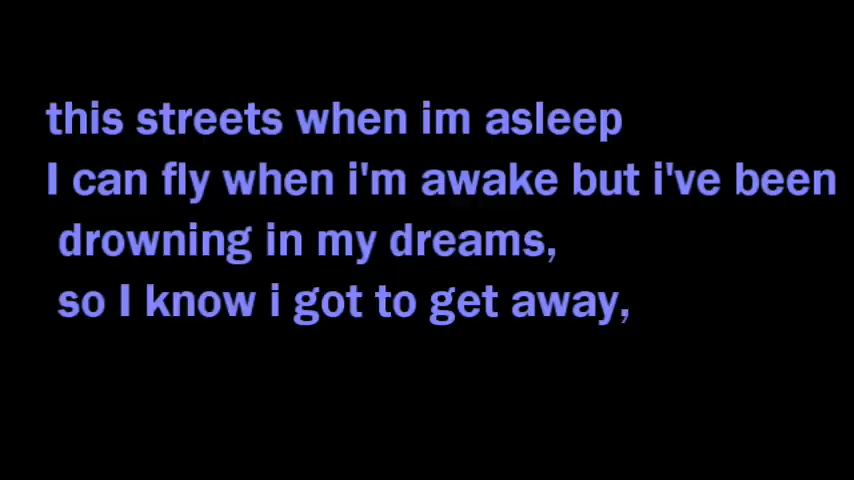 this streets when im asleep
I can fly when i'm awake but i've been
drowning in my dreams,
so I know i got to get away,